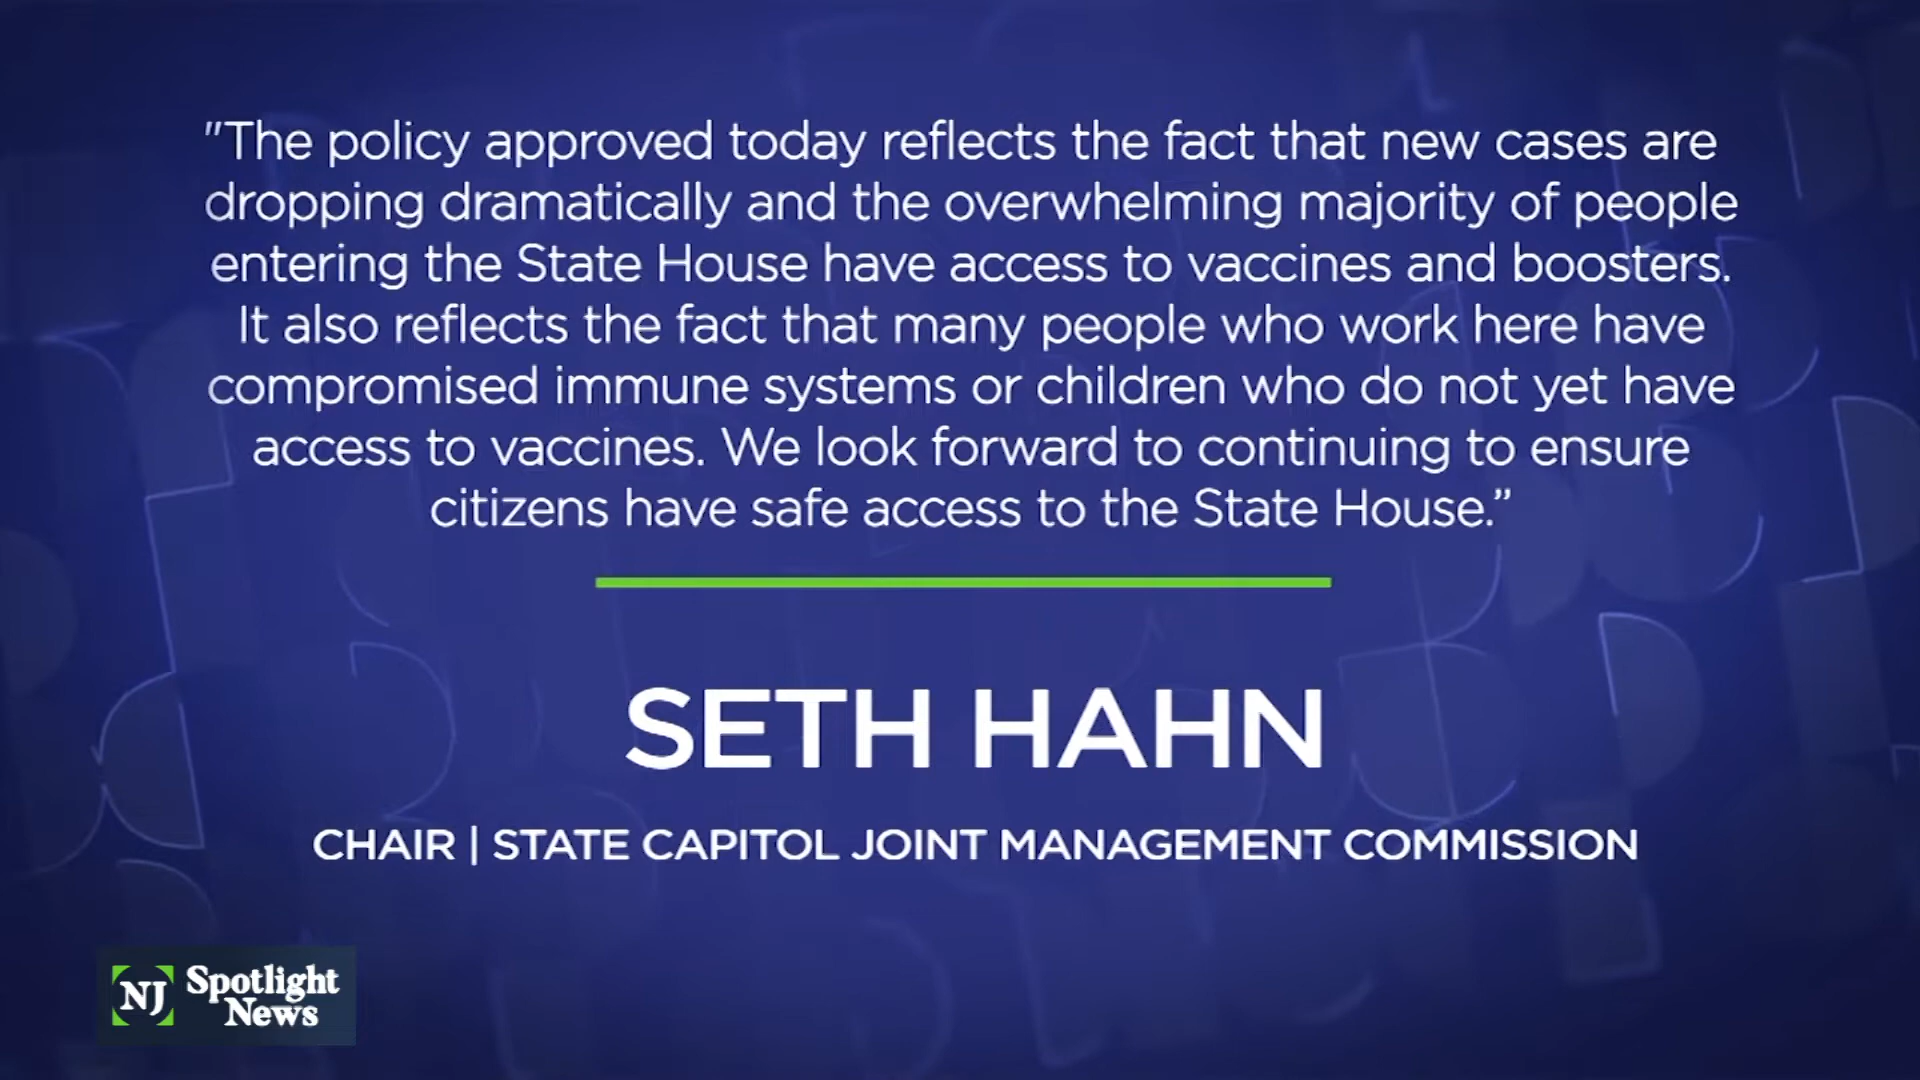 "The policy approved today reflects the fact that new cases are
dropping dramatically and the overwhelming majority of people
entering the State House have access to vaccines and boosters.
It also reflects the fact that many people who work here have
compromised immune systems or children who do not yet have
access to vaccines. We look forward to continuing to ensure
citizens have safe access to the State House.”
SETH HAHN
CHAIR | STATE CAPITOL JOINT MANAGEMENT COMMISSION
NJ Spotlight
News